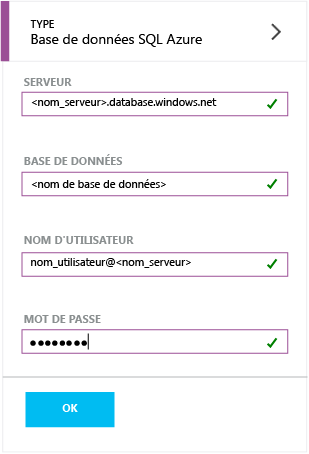 TYPE
Base de données SQL Azure
SERVEUR
<nom_serveur>.database.windows.net
BASE DE DONNÉES
<nom de base de données>
NOM D'UTILISATEUR
nom_utilisateur@<nom_serveur>
MOT DE PASSE
●●●●●●●●
OK